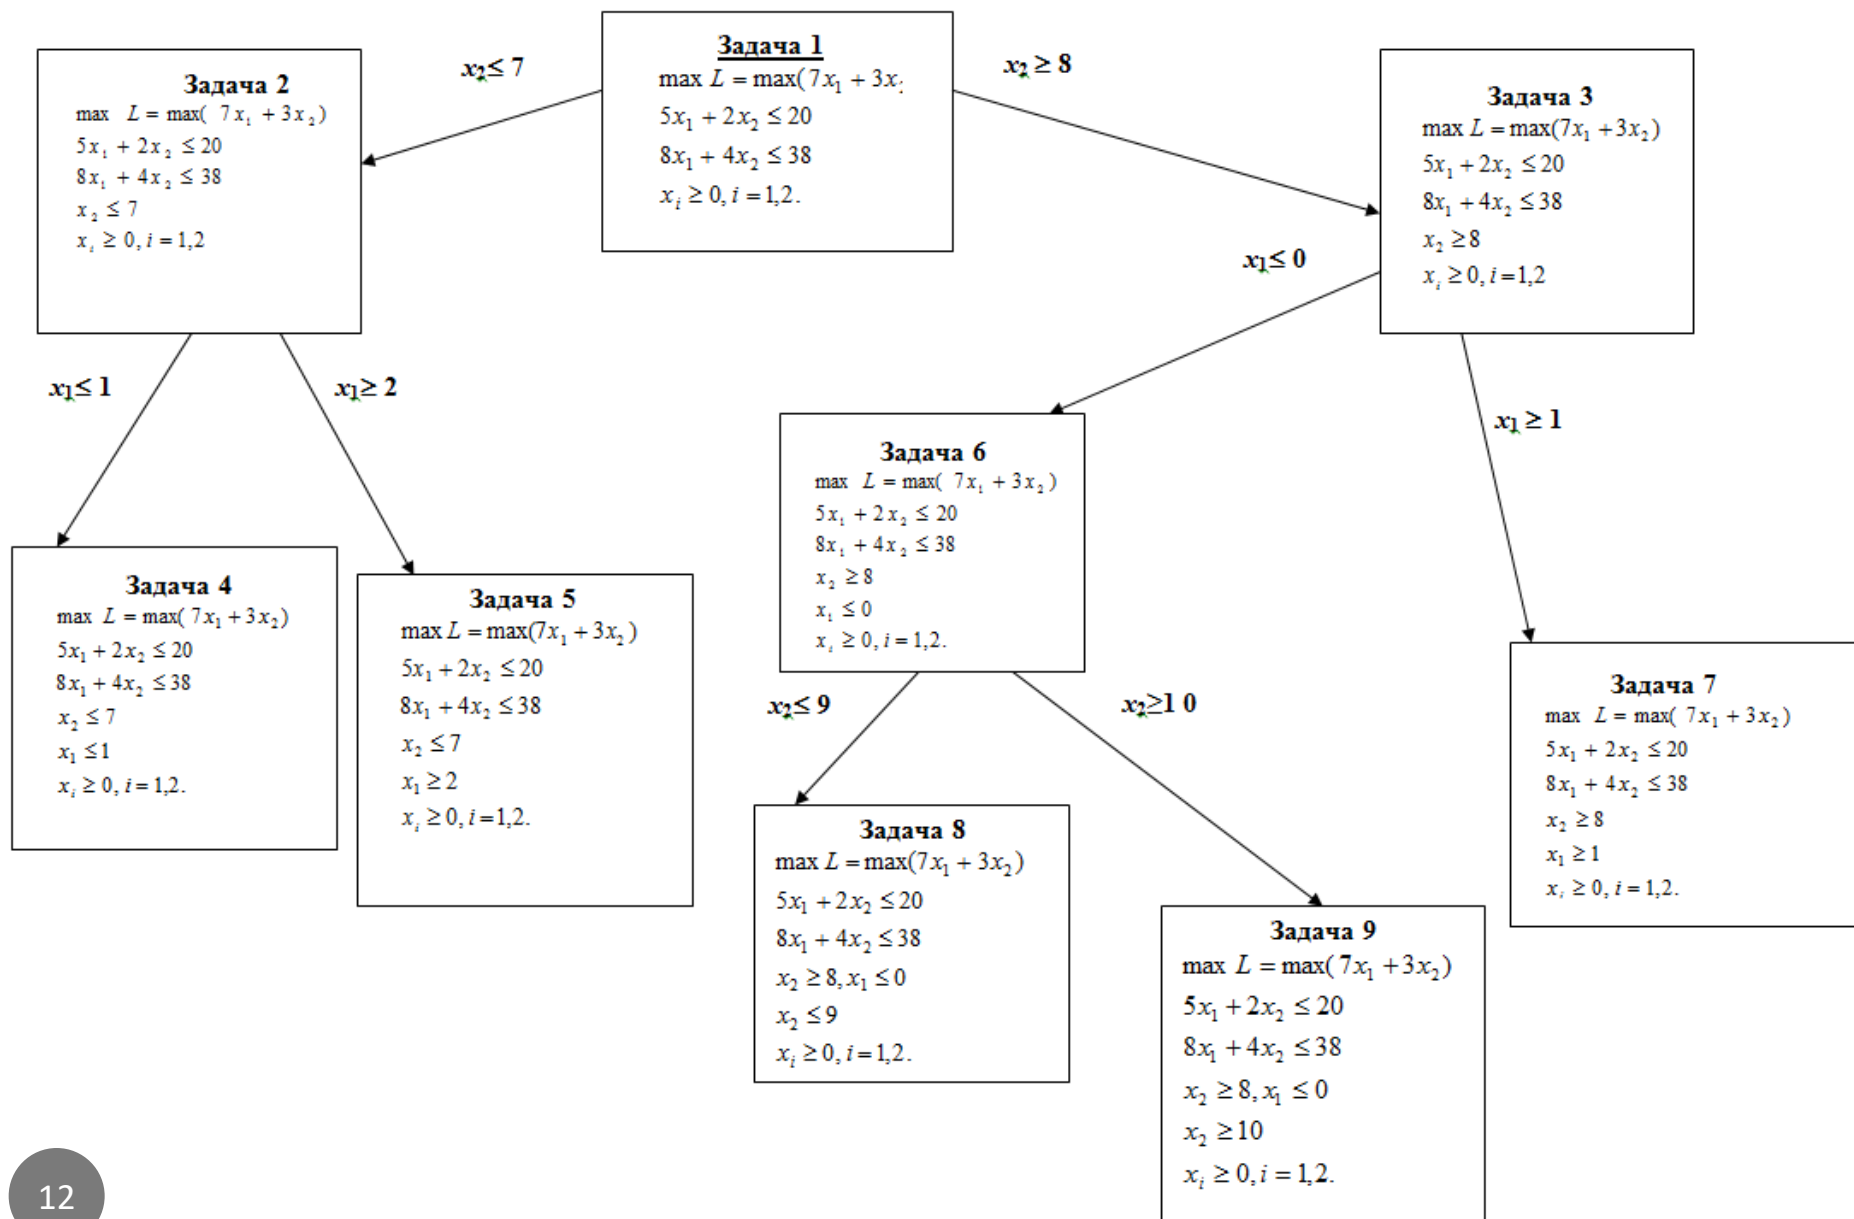 Задача 1
max L = max(7x₁ + 3x₂
5x₁ + 2x₂ ≤ 20
8x₁ + 4x₂ ≤ 38
xᵢ ≥ 0, i = 1,2.
x₂ ≤ 7
x₂ ≥ 8
Задача 2
max L = max( 7x₁ + 3x₂)
5x₁ + 2x₂ ≤ 20
8x₁ + 4x₂ ≤ 38
x₂ ≤ 7
xᵢ ≥ 0, i = 1,2
Задача 3
max L = max(7x₁ + 3x₂)
5x₁ + 2x₂ ≤ 20
8x₁ + 4x₂ ≤ 38
x₂ ≥ 8
xᵢ ≥ 0, i = 1,2
x₁ ≤ 1
x₁ ≥ 2
x₁ ≤ 0
x₁ ≥ 1
Задача 4
max L = max( 7x₁ + 3x₂)
5x₁ + 2x₂ ≤ 20
8x₁ + 4x₂ ≤ 38
x₂ ≤ 7
x₁ ≤ 1
xᵢ ≥ 0, i = 1,2.
Задача 5
max L = max(7x₁ + 3x₂ )
5x₁ + 2x₂ ≤ 20
8x₁ + 4x₂ ≤ 38
x₂ ≤ 7
x₁ ≥ 2
xᵢ ≥ 0, i = 1,2.
Задача 6
max L = max( 7x₁ + 3x₂ )
5x₁ + 2x₂ ≤ 20
8x₁ + 4x₂ ≤ 38
x₂ ≥ 8
x₁ ≤ 0
xᵢ ≥ 0, i = 1,2.
x₂ ≤ 9
x₂ ≥1 0
Задача 7
max L = max( 7x₁ + 3x₂)
5x₁ + 2x₂ ≤ 20
8x₁ + 4x₂ ≤ 38
x₂ ≥ 8
x₁ ≥ 1
xᵢ ≥ 0, i = 1,2.
Задача 8
max L = max(7x₁ + 3x₂)
5x₁ + 2x₂ ≤ 20
8x₁ + 4x₂ ≤ 38
x₂ ≥ 8, x₁ ≤ 0
x₂ ≤ 9
xᵢ ≥ 0, i = 1,2.
Задача 9
max L = max( 7x₁ + 3x₂)
5x₁ + 2x₂ ≤ 20
8x₁ + 4x₂ ≤ 38
x₂ ≥ 8, x₁ ≤ 0
x₂ ≥ 10
xᵢ ≥ 0, i = 1,2.
12